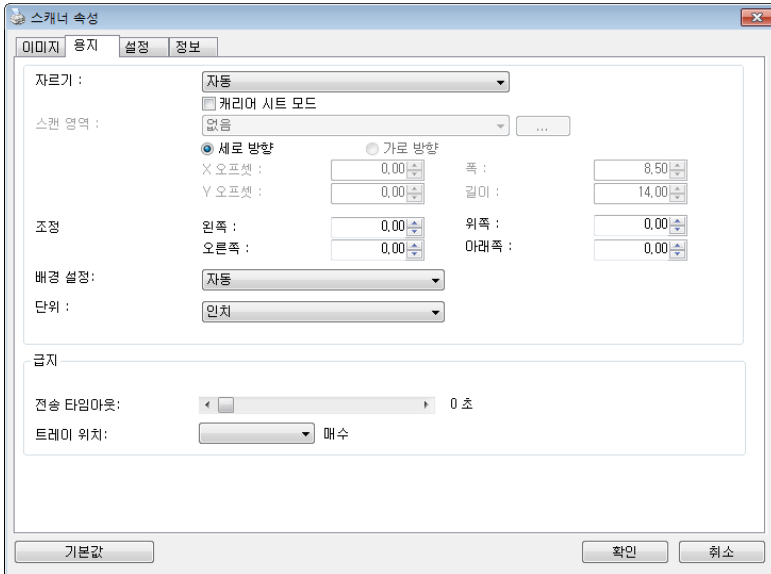 스캐너 속성
이미지 용지 설정 정보
자르기 : 자동
캐리어 시트 모드
스캔 영역 : 없음 ...
세로 방향 가로 방향
X 오프셋 : 0,00 폭 : 8,50
Y 오프셋 : 0,00 길이 : 14,00
조정 왼쪽 : 0,00 위쪽 : 0,00
오른쪽 : 0,00 아래쪽 : 0,00
배경 설정: 자동
단위 : 인치
급지
전송 타임아웃: 0 초
트레이 위치: 매수
기본값 확인 취소